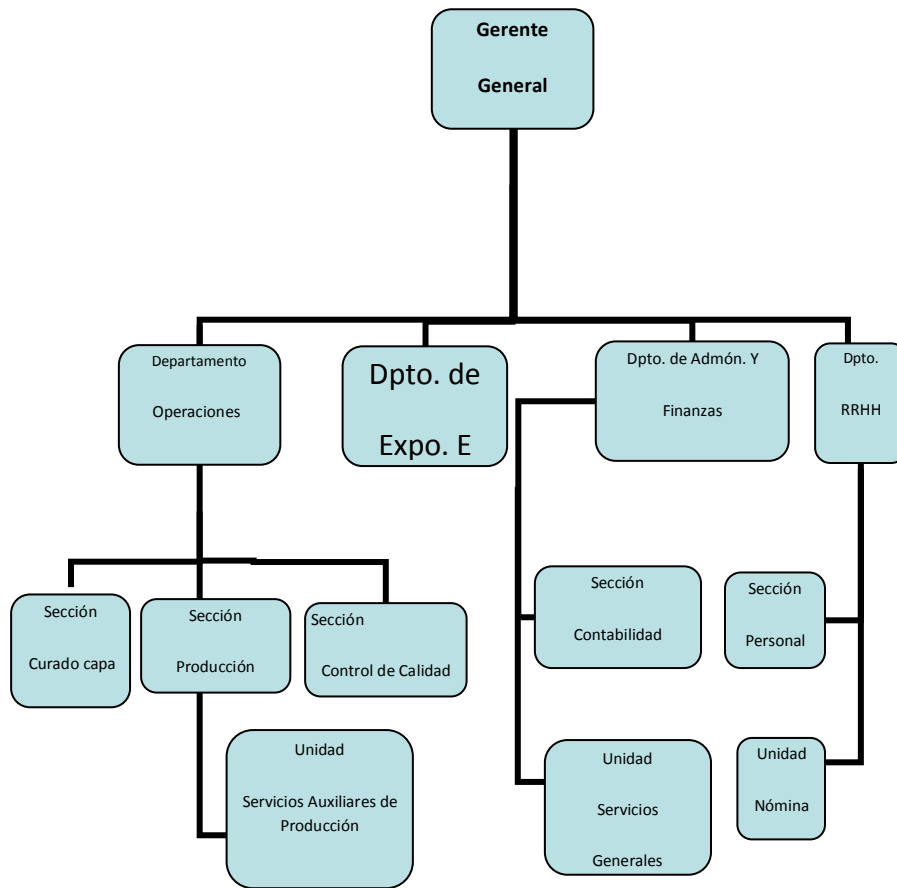 Gerente
General
Departamento
Operaciones
Dpto. de
Expo. E
Dpto. de Admón. Y
Finanzas
Dpto.
RRHH
Sección
Curado capa
Sección
Producción
Sección
Control de Calidad
Sección
Contabilidad
Sección
Personal
Unidad
Servicios Auxiliares de
Producción
Unidad
Servicios
Generales
Unidad
Nómina